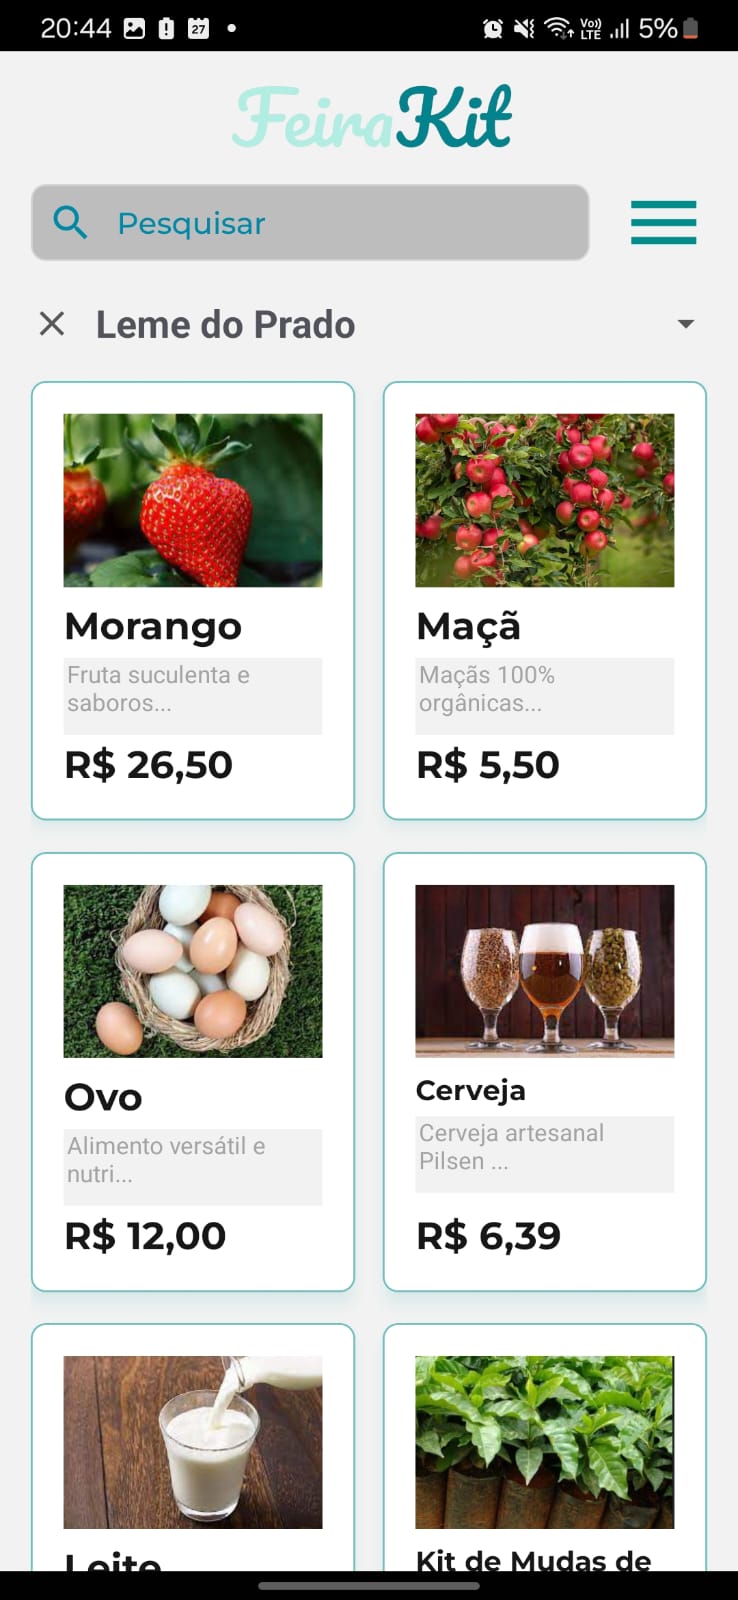 20:44 27 Vo)) LTE 5%
FeiraKit
Pesquisar
Leme do Prado
Morango
Fruta suculenta e
saboros...
R$ 26,50
Maçã
Maçãs 100%
orgânicas...
R$ 5,50
Ovo
Alimento versátil e
nutri...
R$ 12,00
Cerveja
Cerveja artesanal
Pilsen ...
R$ 6,39
Leite
Kit de Mudas de